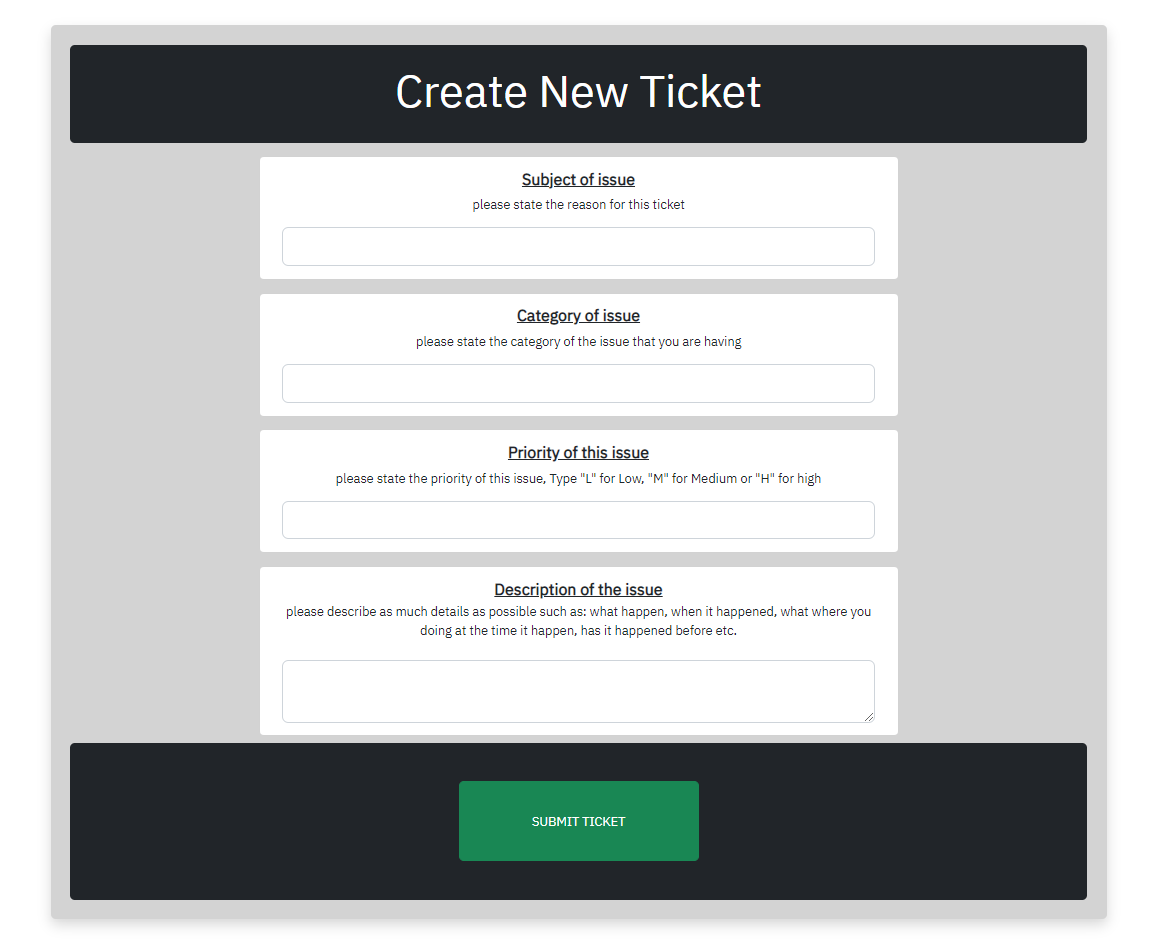 Create New Ticket
Subject of issue
please state the reason for this ticket
Category of issue
please state the category of the issue that you are having
Priority of this issue
please state the priority of this issue, Type "L" for Low, "M" for Medium or "H" for high
Description of the issue
please describe as much details as possible such as: what happen, when it happened, what where you
doing at the time it happen, has it happened before etc.
SUBMIT TICKET